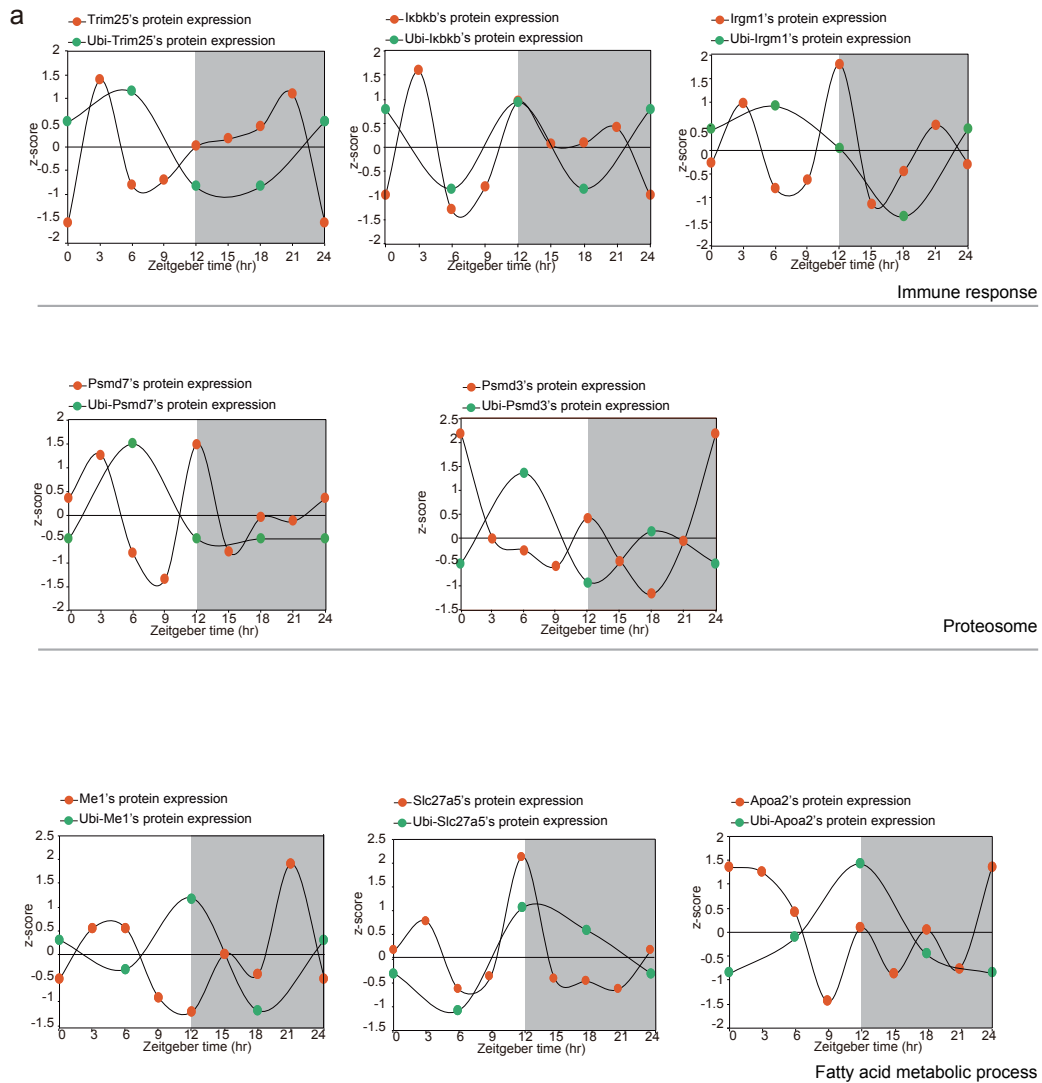 a
Trim25's protein expression
Ubi-Trim25's protein expression
2
1.5
1
0.5
0
-0.5
-1
-1.5
-2
z-score
0 3 6 9 12 15 18 21 24
Zeitgeber time (hr)
Iкbkb's protein expression
Ubi-Iкbkb's protein expression
2
1.5
1
0.5
0
-0.5
-1
-1.5
-2
z-score
0 3 6 9 12 15 18 21 24
Zeitgeber time (hr)
Irgm1's protein expression
Ubi-Irgm1's protein expression
2
1.5
1
0.5
0
-0.5
-1
-1.5
-2
z-score
0 3 6 9 12 15 18 21 24
Zeitgeber time (hr)
Immune response
Psmd7's protein expression
Ubi-Psmd7's protein expression
2
1.5
1
0.5
0
-0.5
-1
-1.5
-2
z-score
0 3 6 9 12 15 18 21 24
Zeitgeber time (hr)
Psmd3's protein expression
Ubi-Psmd3's protein expression
2.5
2
1.5
1
0.5
0
-0.5
-1
-1.5
z-score
0 3 6 9 12 15 18 21 24
Zeitgeber time (hr)
Proteosome
Me1's protein expression
Ubi-Me1's protein expression
2.5
2
1.5
1
0.5
0
-0.5
-1
-1.5
z-score
0 3 6 9 12 15 18 21 24
Zeitgeber time (hr)
Slc27a5's protein expression
Ubi-Slc27a5's protein expression
2.5
2
1.5
1
0.5
0
-0.5
-1
-1.5
z-score
0 3 6 9 12 15 18 21 24
Zeitgeber time (hr)
Apoa2's protein expression
Ubi-Apoa2's protein expression
2
1.5
1
0.5
0
-0.5
-1
-1.5
-2
z-score
0 3 6 9 12 15 18 21 24
Zeitgeber time (hr)
Fatty acid metabolic process